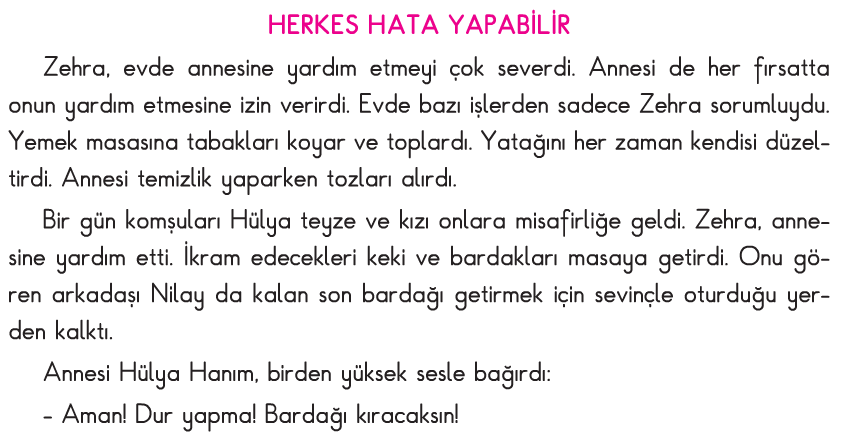 HERKES HATA YAPABİLİR
Zehra, evde annesine yardım etmeyi çok severdi. Annesi de her fırsatta
onun yardım etmesine izin verirdi. Evde bazı işlerden sadece Zehra sorumluydu.
Yemek masasına tabakları koyar ve toplardı. Yatağını her zaman kendisi düzel-
tirdi. Annesi temizlik yaparken tozları alırdı.
Bir gün komşuları Hülya teyze ve kızı onlara misafirliğe geldi. Zehra, anne-
sine yardım etti. İkram edecekleri keki ve bardakları masaya getirdi. Onu gö-
ren arkadaşı Nilay da kalan son bardağı getirmek için sevinçle oturduğu yer-
den kalktı.
Annesi Hülya Hanım, birden yüksek sesle bağırdı:
- Aman! Dur yapma! Bardağı kıracaksın!